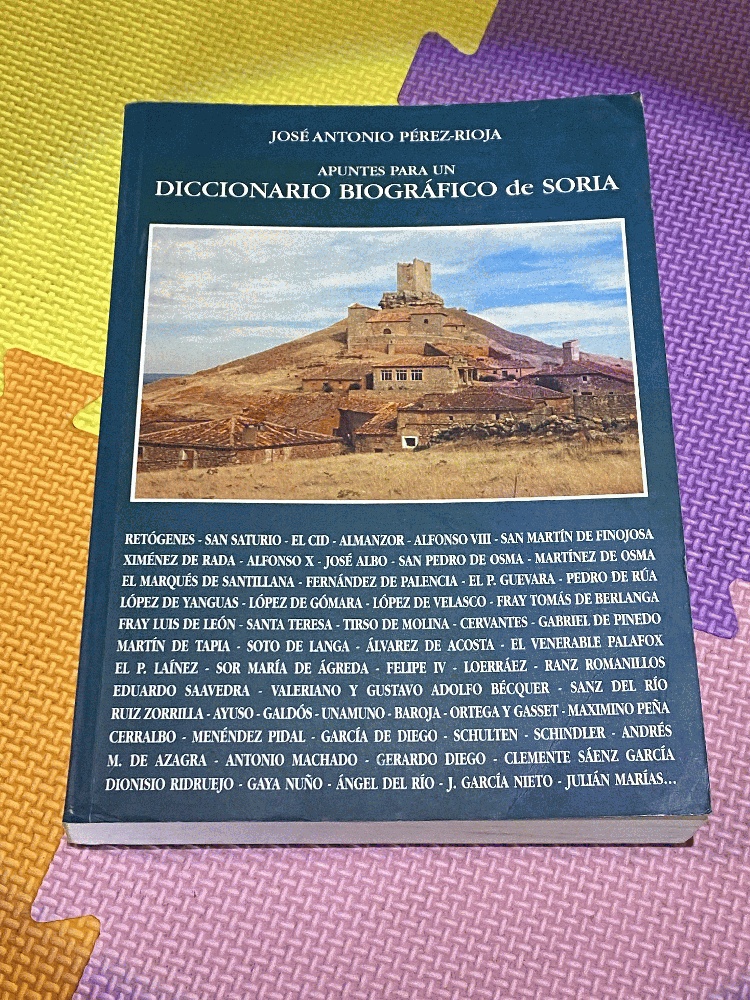 JOSÉ ANTONIO PÉREZ-RIOJA
APUNTES PARA UN
DICCIONARIO BIOGRÁFICO de SORIA
RETÓGENES - SAN SATURIO - EL CID - ALMANZOR - ALFONSO VIII - SAN MARTÍN DE FINOJOSA
XIMÉNEZ DE RADA - ALFONSO X - JOSÉ ALBO - SAN PEDRO DE OSMA - MARTÍNEZ DE OSMA
EL MARQUÉS DE SANTILLANA - FERNÁNDEZ DE PALENCIA - EL P. GUEVARA - PEDRO DE RÚA
LÓPEZ DE YANGUAS - LÓPEZ DE GÓMARA - LÓPEZ DE VELASCO - FRAY TOMÁS DE BERLANGA
FRAY LUIS DE LEÓN - SANTA TERESA - TIRSO DE MOLINA - CERVANTES - GABRIEL DE PINEDO
MARTÍN DE TAPIA - SOTO DE LANGA - ÁLVAREZ DE ACOSTA - EL VENERABLE PALAFOX
EL P. LAÍNEZ - SOR MARÍA DE ÁGREDA - FELIPE IV - LOERRÁEZ - RANZ ROMANILLOS
EDUARDO SAAVEDRA - VALERIANO Y GUSTAVO ADOLFO BÉCQUER - SANZ DEL RÍO
RUIZ ZORRILLA - AYUSO - GALDÓS - UNAMUNO - BAROJA - ORTEGA Y GASSET - MAXIMINO PEÑA
CERRALBO - MENÉNDEZ PIDAL - GARCÍA DE DIEGO - SCHULTEN - SCHINDLER - ANDRÉS
M. DE AZAGRA - ANTONIO MACHADO - GERARDO DIEGO - CLEMENTE SÁENZ GARCÍA
DIONISIO RIDRUEJO - GAYA NUÑO - ÁNGEL DEL RÍO - J. GARCÍA NIETO - JULIÁN MARÍAS...